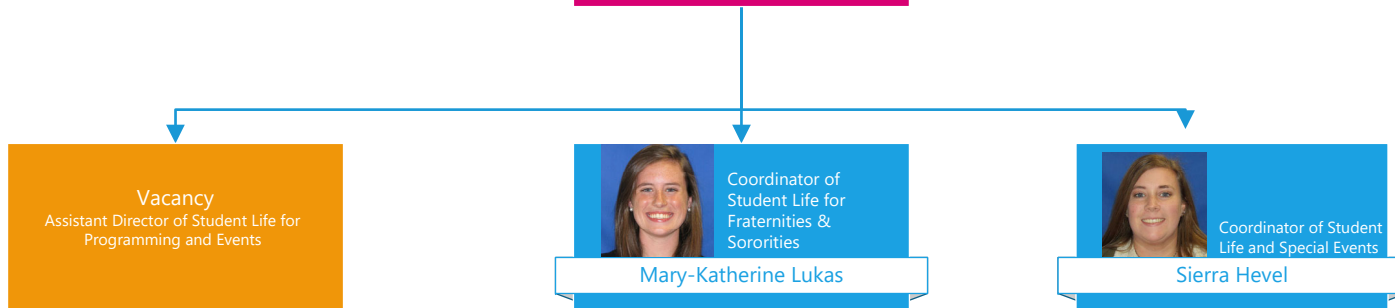 Vacancy
Assistant Director of Student Life for
Programming and Events
Coordinator of
Student Life for
Fraternities &
Sororities
Mary-Katherine Lukas
Coordinator of Student
Life and Special Events
Sierra Hevel